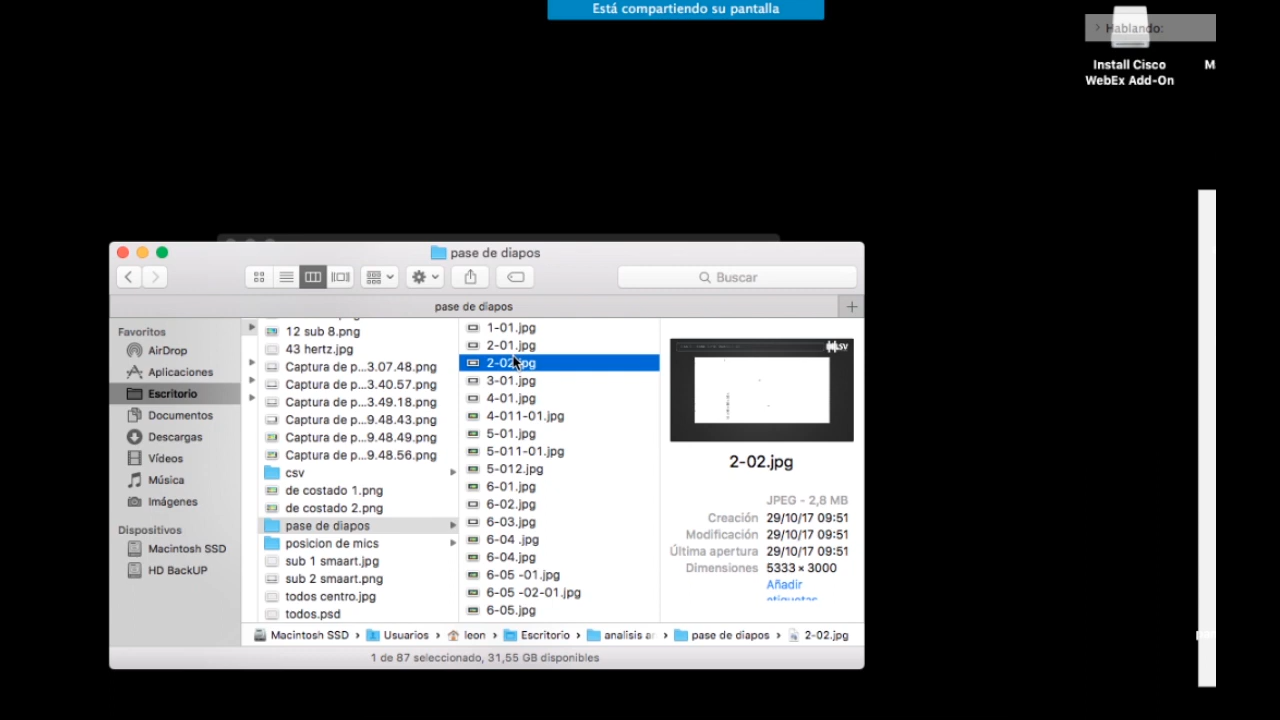 Está compartiendo su pantalla
Hablando:
Install Cisco
WebEx Add-On
M
pase de diapos
Buscar
pase de diapos
Favoritos
AirDrop
Aplicaciones
Escritorio
Documentos
Descargas
Vídeos
Música
Imágenes
Dispositivos
Macintosh SSD
HD BackUP
12 sub 8.png
43 hertz.jpg
Captura de p...3.07.48.png
Captura de p...3.40.57.png
Captura de p...3.49.18.png
Captura de p...9.48.43.png
Captura de p...9.48.49.png
Captura de p...9.48.56.png
csv
de costado 1.png
de costado 2.png
pase de diapos
posicion de mics
sub 1 smaart.jpg
sub 2 smaart.png
todos centro.jpg
todos.psd
1-01.jpg
2-01.jpg
2-02.jpg
3-01.jpg
4-01.jpg
4-011-01.jpg
5-01.jpg
5-011-01.jpg
5-012.jpg
6-01.jpg
6-02.jpg
6-03.jpg
6-04 .jpg
6-04.jpg
6-05 -01.jpg
6-05 -02-01.jpg
6-05.jpg
2-02.jpg
JPEG - 2,8 MB
Creación 29/10/17 09:51
Modificación 29/10/17 09:51
Última apertura 29/10/17 09:51
Dimensiones 5333 × 3000
Añadir
etiquetas...
Macintosh SSD › Usuarios › leon › Escritorio › analisis ar › pase de diapos › 2-02.jpg
1 de 87 seleccionado, 31,55 GB disponibles